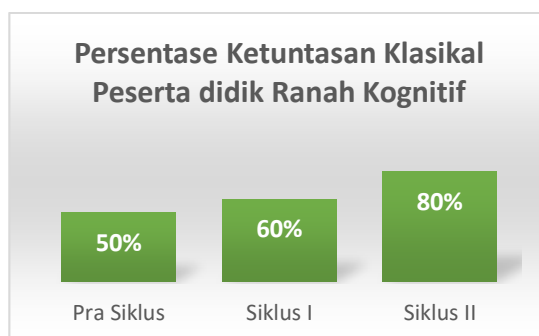 Persentase Ketuntasan Klasikal
Peserta didik Ranah Kognitif
50%
60%
80%
Pra Siklus
Siklus I
Siklus II